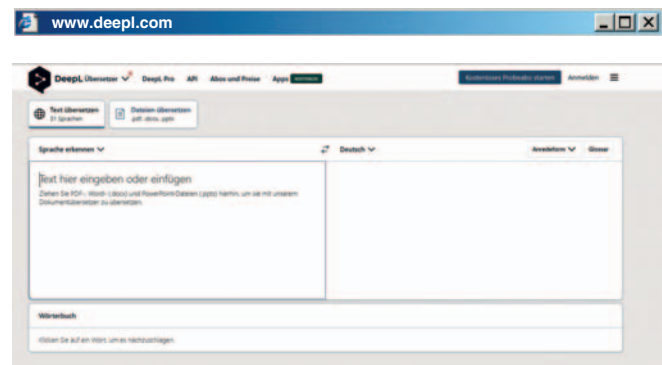 www.deepl.com
DeepL Übersetzer DeepL Pro API Abos und Preise Apps KOSTENLOS Kostenloses Probeabo starten Anmelden
Text übersetzen
31 Sprachen
Dateien übersetzen
.pdf, .docx, .pptx
Sprache erkennen Deutsch Anredeform Glossar
Text hier eingeben oder einfügen
Ziehen Sie PDF-, Word- (.docx) und PowerPoint-Dateien (.pptx) hierhin, um sie mit unserem
Dokumentübersetzer zu übersetzen.
Wörterbuch
Klicken Sie auf ein Wort, um es nachzuschlagen.